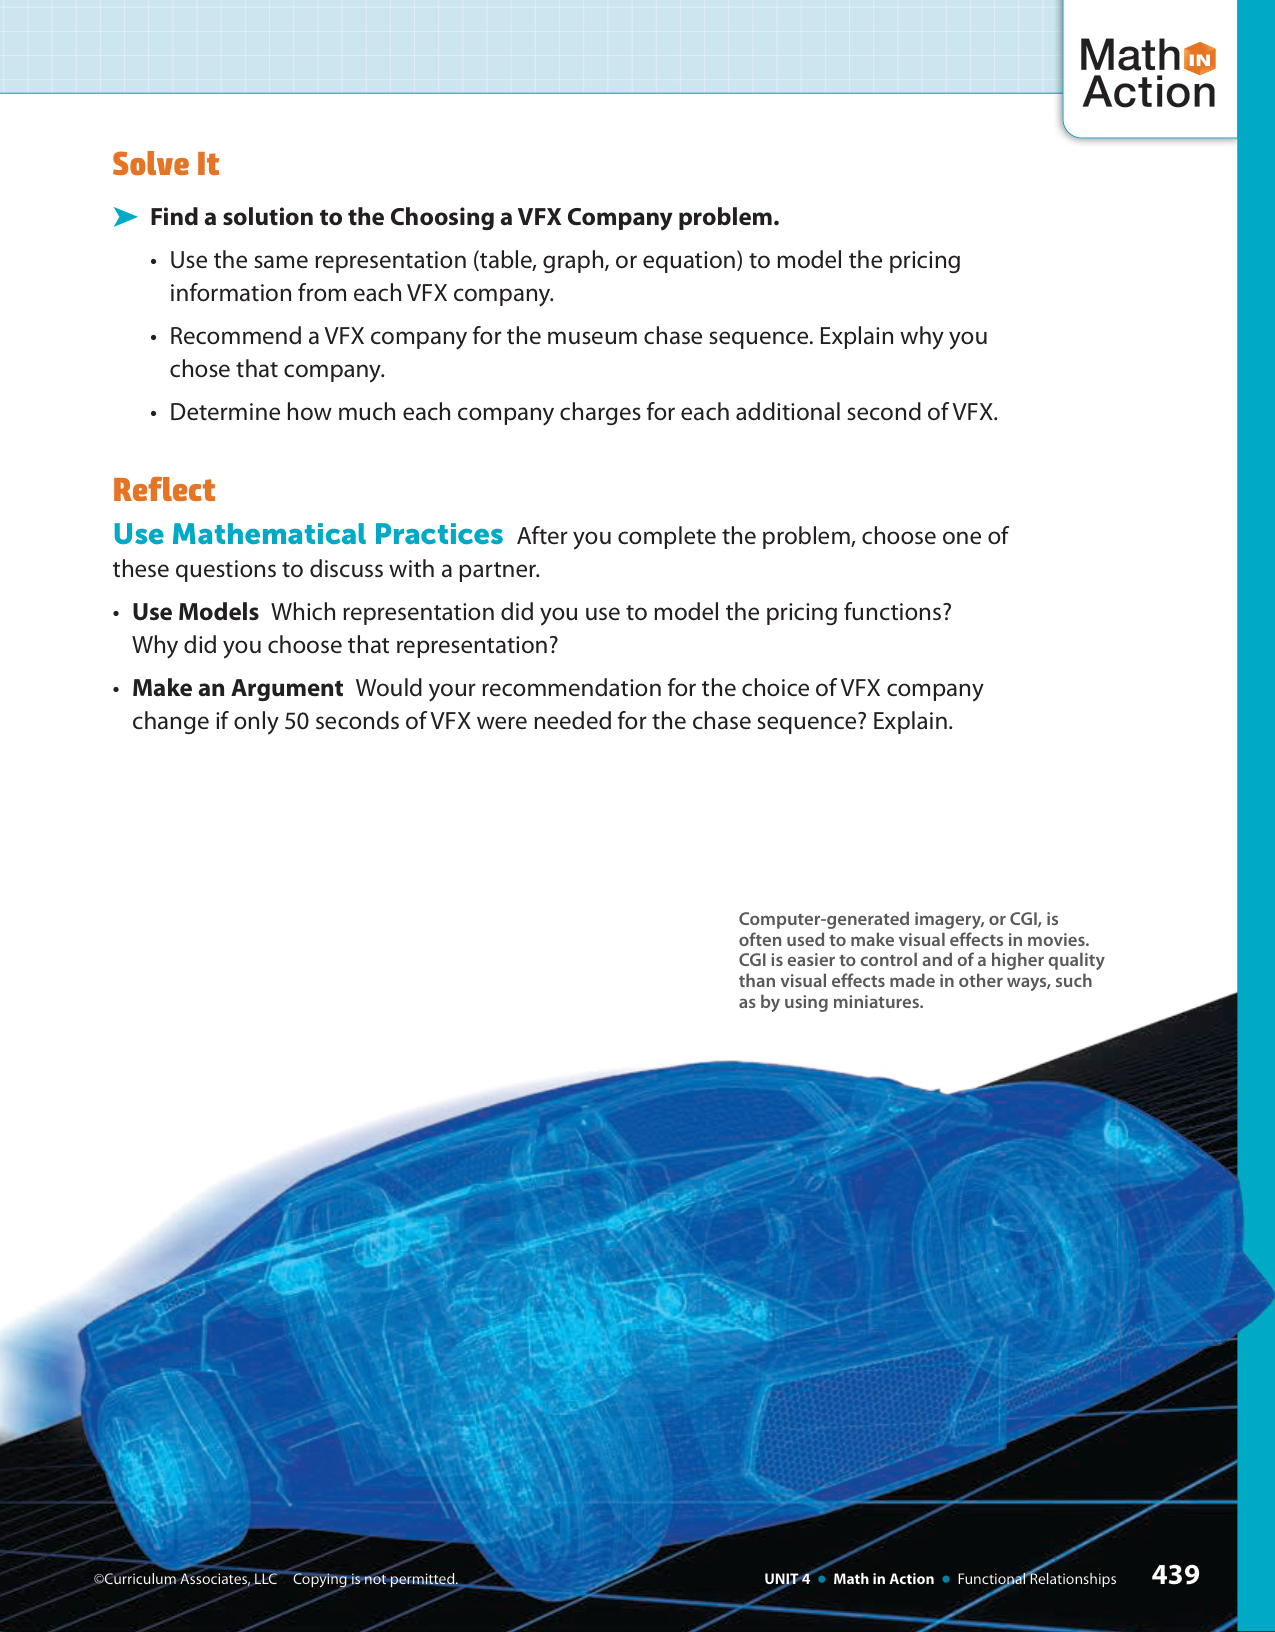 Math IN
Action
Solve It
➤ Find a solution to the Choosing a VFX Company problem.
• Use the same representation (table, graph, or equation) to model the pricing
information from each VFX company.
• Recommend a VFX company for the museum chase sequence. Explain why you
chose that company.
• Determine how much each company charges for each additional second of VFX.
Reflect
Use Mathematical Practices After you complete the problem, choose one of
these questions to discuss with a partner.
• Use Models Which representation did you use to model the pricing functions?
Why did you choose that representation?
• Make an Argument Would your recommendation for the choice of VFX company
change if only 50 seconds of VFX were needed for the chase sequence? Explain.
Computer-generated imagery, or CGI, is
often used to make visual effects in movies.
CGI is easier to control and of a higher quality
than visual effects made in other ways, such
as by using miniatures.
©Curriculum Associates, LLC Copying is not permitted.
UNIT 4 • Math in Action • Functional Relationships 439